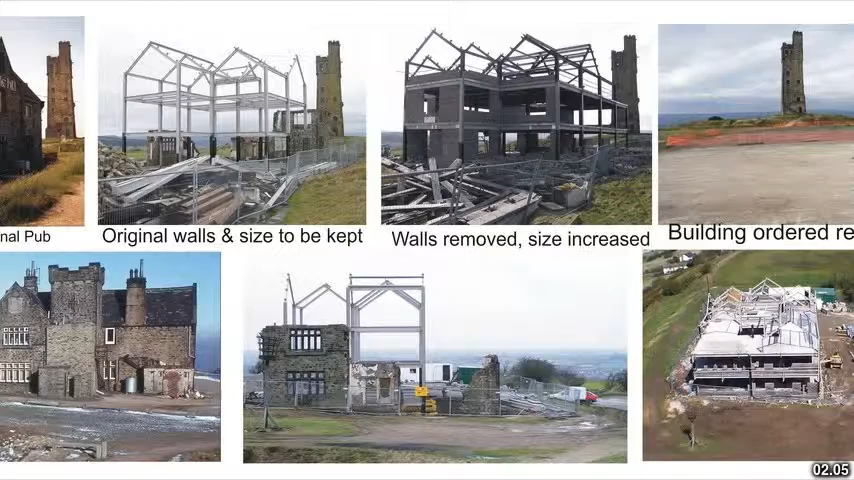 nal Pub
Original walls & size to be kept
Walls removed, size increased
Building ordered re
02.05